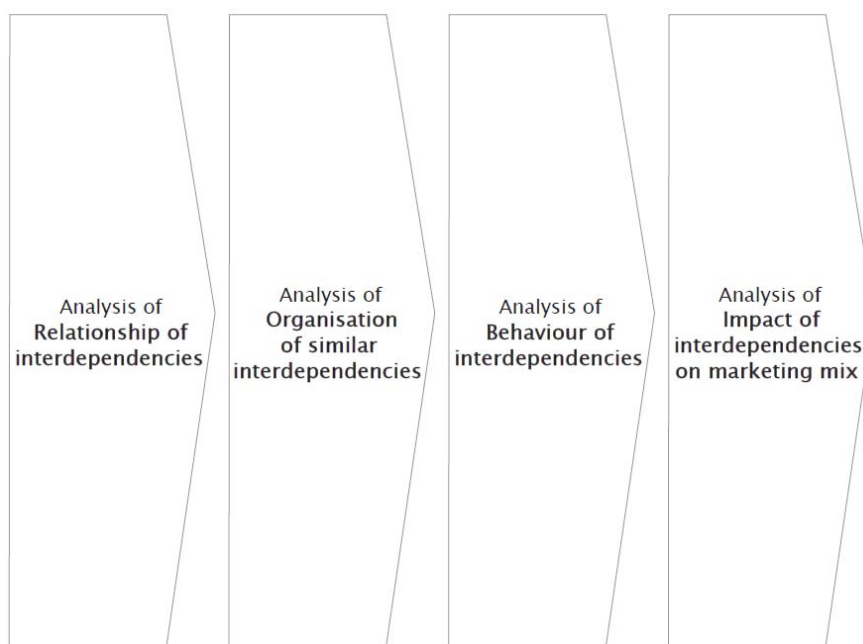 Analysis of
Relationship of
interdependencies
Analysis of
Organisation
of similar
interdependencies
Analysis of
Behaviour of
interdependencies
Analysis of
Impact of
interdependencies
on marketing mix